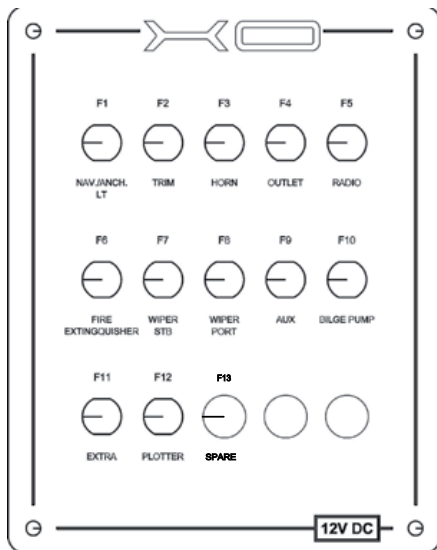 F1 F2 F3 F4 F5
NAV./ANCH. LT TRIM HORN OUTLET RADIO
F6 F7 F8 F9 F10
FIRE EXTINGQUISHER WIPER STB WIPER PORT AUX BILGE PUMP
F11 F12 F13
EXTRA PLOTTER SPARE
12V DC